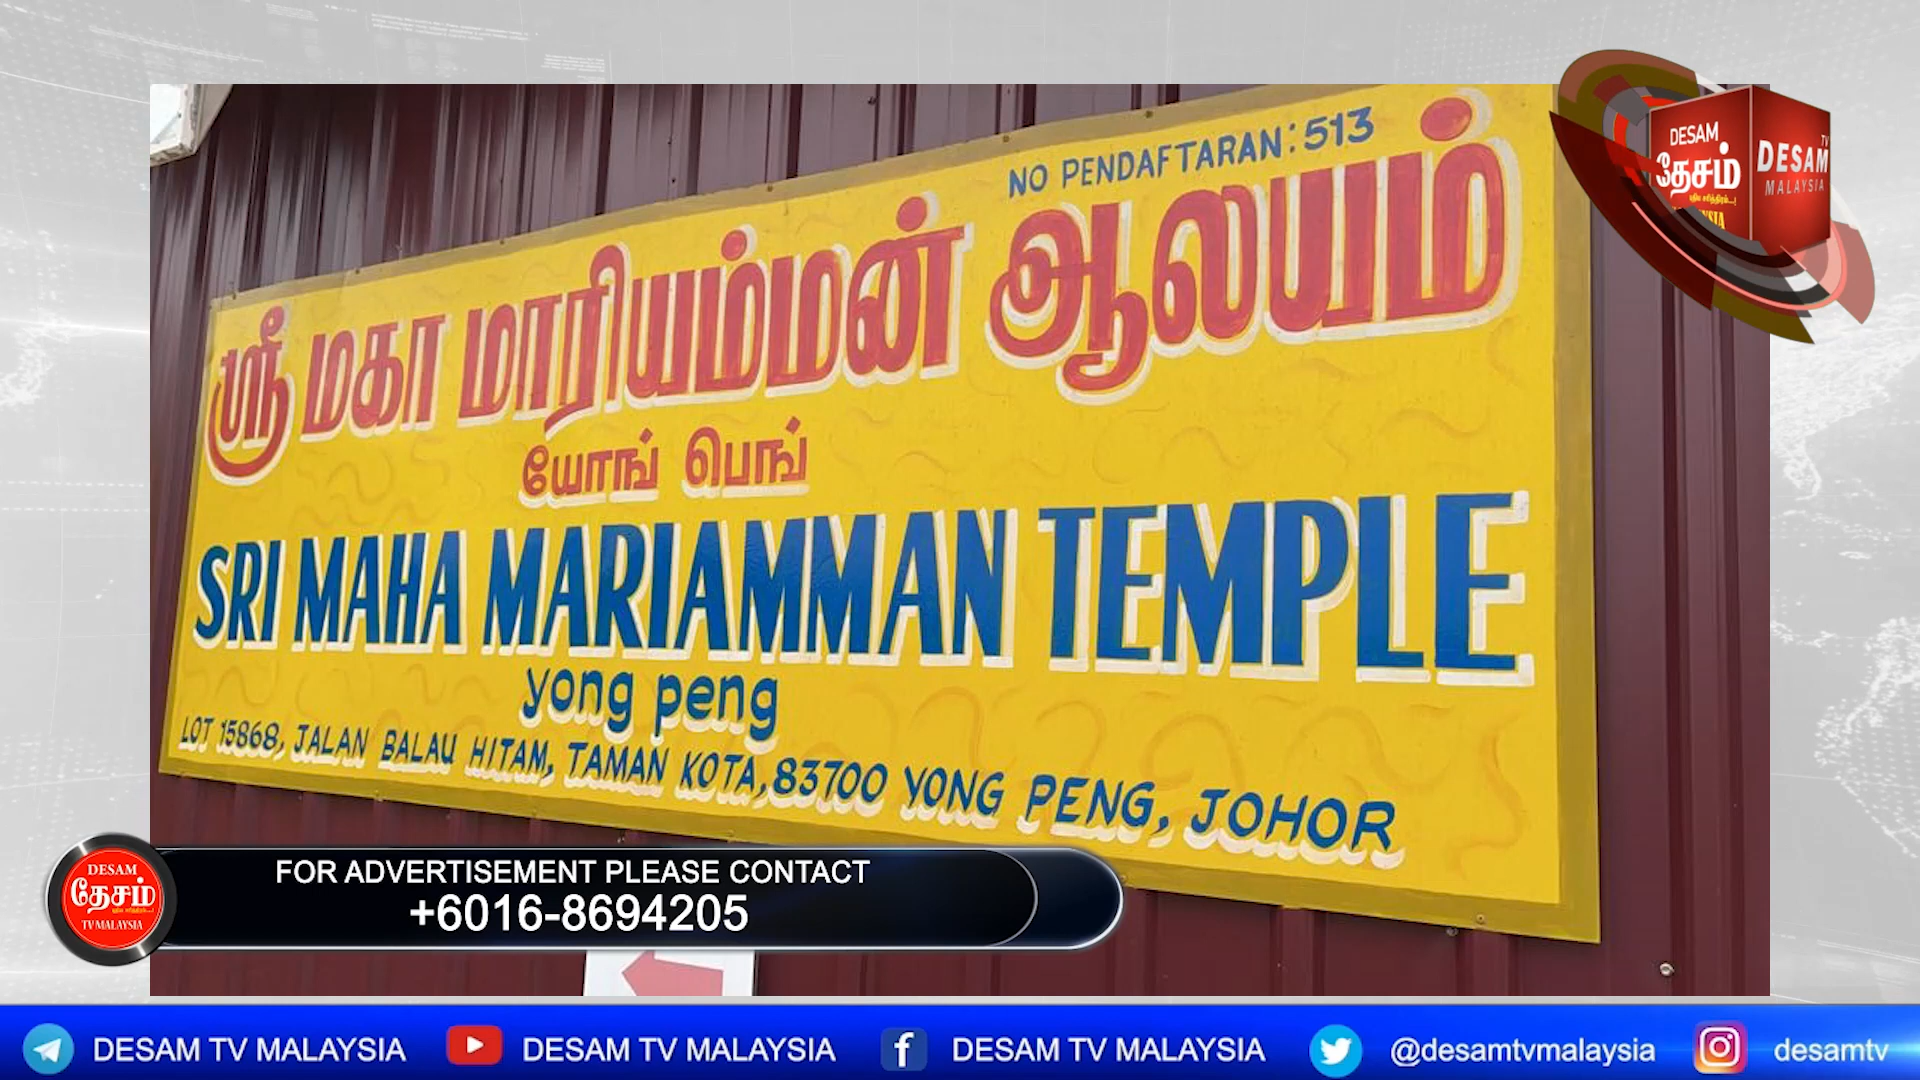 NO PENDAFTARAN: 513
ஸ்ரீ மகா மாரியம்மன் ஆலயம்
யோங் பெங்
SRI MAHA MARIAMMAN TEMPLE
yong peng
LOT 15868, JALAN BALAU HITAM, TAMAN KOTA, 83700 YONG PENG, JOHOR
DESAM
தேசம்
DESAM TV
MALAYSIA
FOR ADVERTISEMENT PLEASE CONTACT
+6016-8694205
DESAM
தேசம்
TV MALAYSIA
DESAM TV MALAYSIA
DESAM TV MALAYSIA
DESAM TV MALAYSIA
@desamtvmalaysia
desamtv